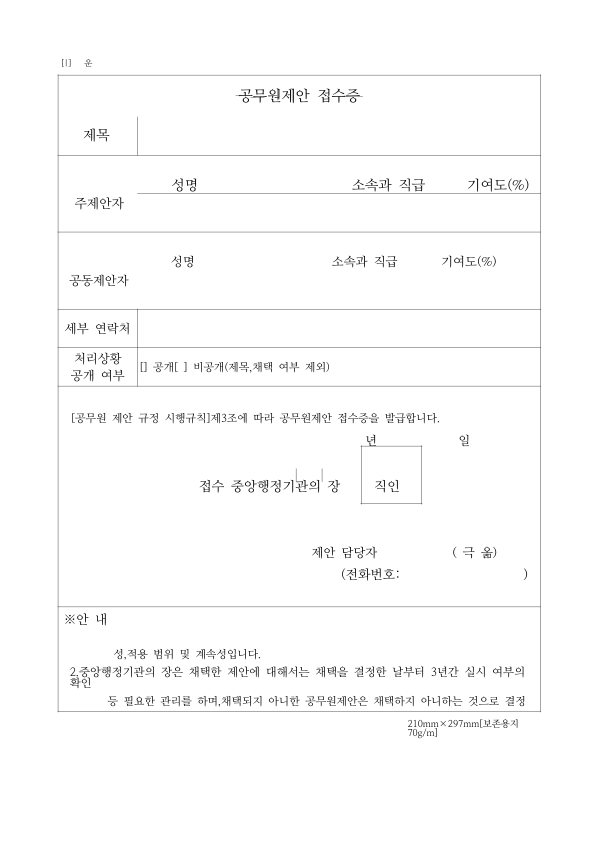 [|] 운
공무원제안 접수증
제목
성명 소속과 직급 기여도(%)
주제안자
성명 소속과 직급 기여도(%)
공동제안자
세부 연락처
처리상황
공개 여부
[] 공개[ ] 비공개(제목,채택 여부 제외)
[공무원 제안 규정 시행규칙]제3조에 따라 공무원제안 접수증을 발급합니다.
년 일
접수 중앙행정기관의 장 직인
제안 담당자 ( 극 옮)
(전화번호: )
※안 내
성,적용 범위 및 계속성입니다.
2.중앙행정기관의 장은 채택한 제안에 대해서는 채택을 결정한 날부터 3년간 실시 여부의
확인
등 필요한 관리를 하며,채택되지 아니한 공무원제안은 채택하지 아니하는 것으로 결정
210mm×297mm[보존용지
70g/m]